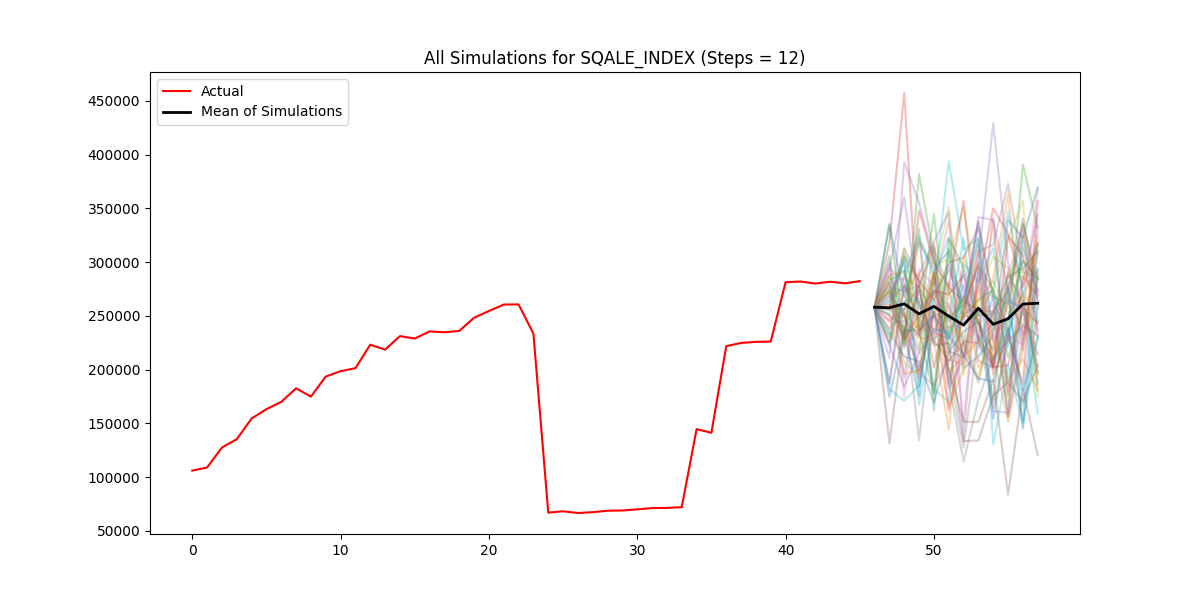 All Simulations for SQALE_INDEX (Steps = 12)
Actual
Mean of Simulations
450000
400000
350000
300000
250000
200000
150000
100000
50000
0 10 20 30 40 50